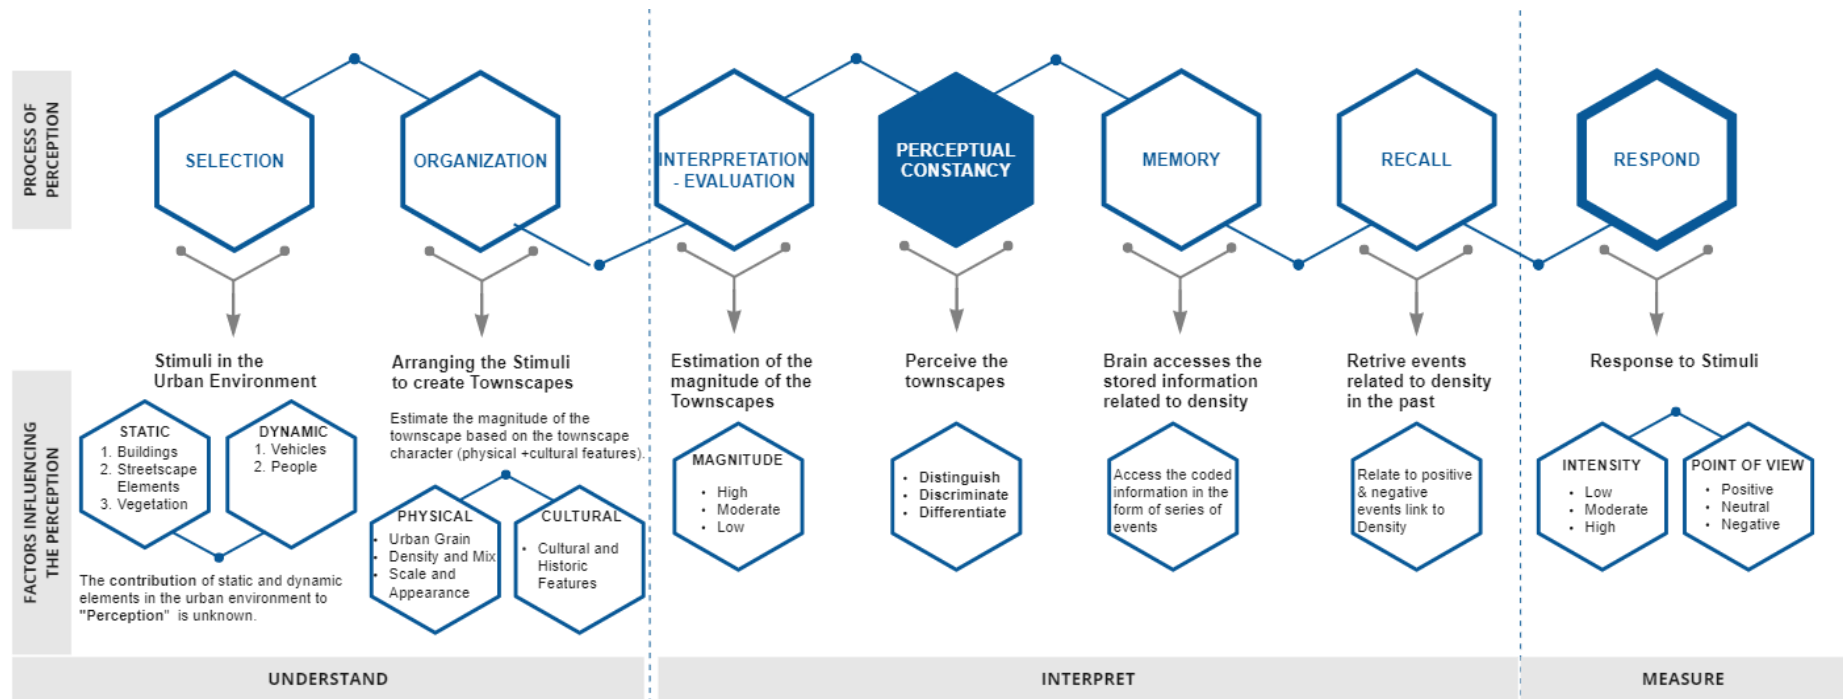 PROCESS OF
PERCEPTION
SELECTION
ORGANIZATION
INTERPRETATION
- EVALUATION
PERCEPTUAL
CONSTANCY
MEMORY
RECALL
RESPOND
FACTORS INFLUENCING
THE PERCEPTION
Stimuli in the
Urban Environment
STATIC
1. Buildings
2. Streetscape
Elements
3. Vegetation
DYNAMIC
1. Vehicles
2. People
The contribution of static and dynamic
elements in the urban environment to
"Perception" is unknown.
Arranging the Stimuli
to create Townscapes
Estimate the magnitude of the
townscape based on the townscape
character (physical +cultural features).
PHYSICAL
• Urban Grain
• Density and Mix
• Scale and
Appearance
CULTURAL
• Cultural and
Historic
Features
Estimation of the
magnitude of the
Townscapes
MAGNITUDE
• High
• Moderate
• Low
Perceive the
townscapes
• Distinguish
• Discriminate
• Differentiate
Brain accesses the
stored information
related to density
Access the coded
information in the
form of series of
events
Retrive events
related to density
in the past
Relate to positive
& negative
events link to
Density
Response to Stimuli
INTENSITY
• Low
• Moderate
• High
POINT OF VIEW
• Positive
• Neutral
• Negative
UNDERSTAND
INTERPRET
MEASURE